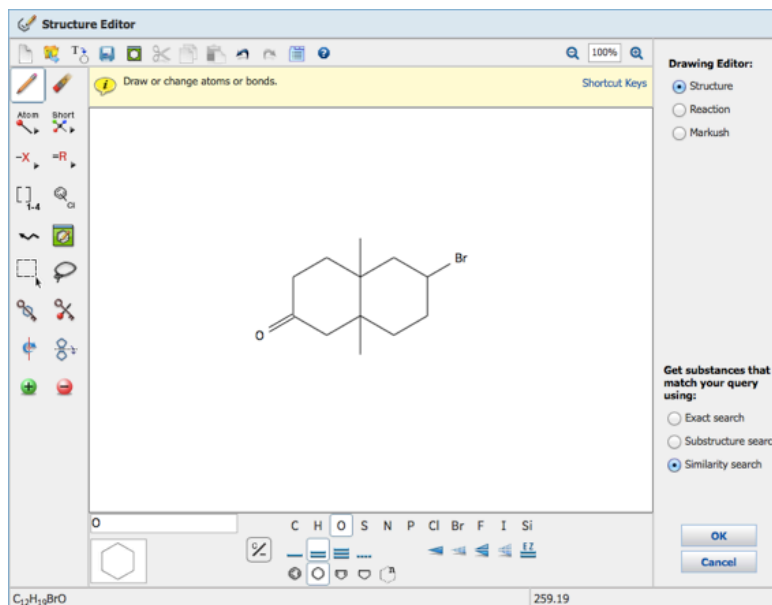 Structure Editor
100%
Draw or change atoms or bonds.
Shortcut Keys
Drawing Editor:
Structure
Reaction
Markush
Atom
Short
-X
=R
[ ]
1-4
Cl
Br
O
Get substances that
match your query
using:
Exact search
Substructure searc
Similarity search
O
C H O S N P Cl Br F I Si
EZ
n
OK
Cancel
C12H19BrO
259.19